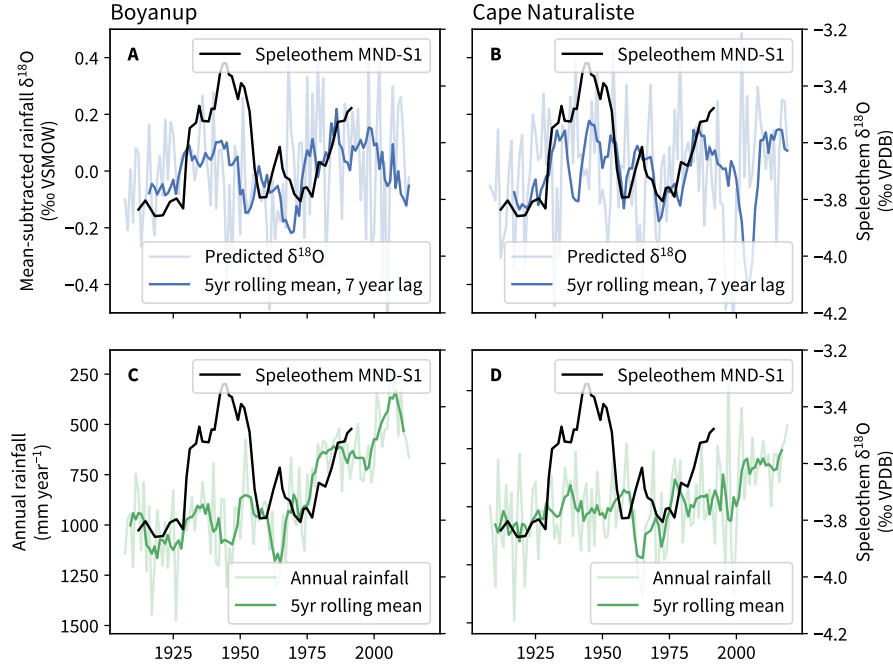 Boyanup
Cape Naturaliste
A
Speleothem MND-S1
B
Speleothem MND-S1
0.4
0.2
0.0
−0.2
−0.4
Mean-subtracted rainfall δ¹⁸O
(‰ VSMOW)
Predicted δ¹⁸O
5yr rolling mean, 7 year lag
Predicted δ¹⁸O
5yr rolling mean, 7 year lag
−3.2
−3.4
−3.6
−3.8
−4.0
−4.2
Speleothem δ¹⁸O
(‰ VPDB)
C
Speleothem MND-S1
D
Speleothem MND-S1
250
500
750
1000
1250
1500
Annual rainfall
(mm year⁻¹)
Annual rainfall
5yr rolling mean
Annual rainfall
5yr rolling mean
−3.2
−3.4
−3.6
−3.8
−4.0
−4.2
Speleothem δ¹⁸O
(‰ VPDB)
1925 1950 1975 2000
1925 1950 1975 2000